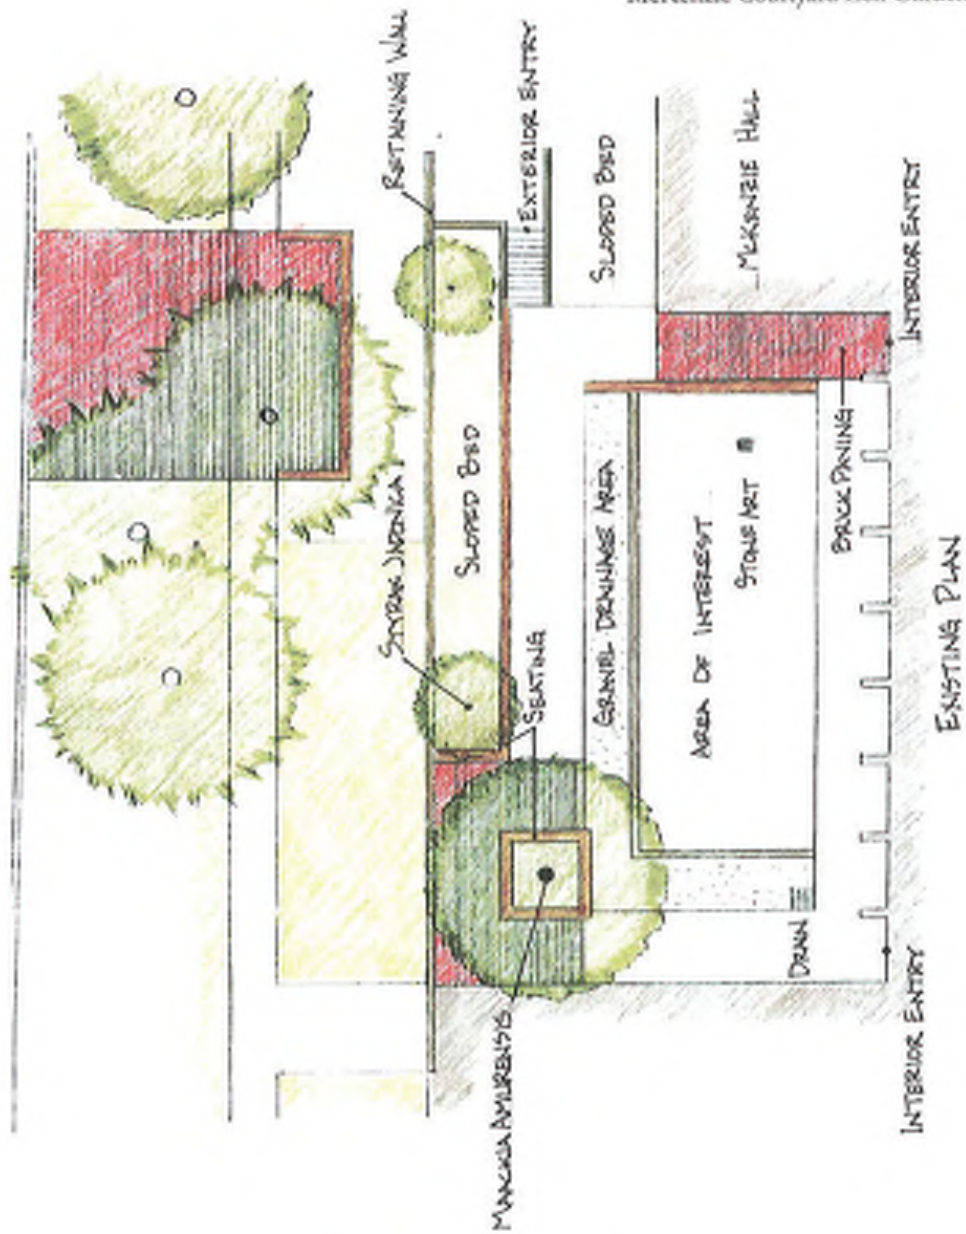 RETAINING WALL
EXTERIOR ENTRY
SLOPED BED
MCKENZIE HALL
INTERIOR ENTRY
STYRAX JAPONICA
SLOPED BED
SEATING
GRAVEL DRAINAGE AREA
AREA OF INTEREST
STONE ART
BRICK PAVING
MAACKIA AMURENSIS
DRAIN
INTERIOR ENTRY
EXISTING PLAN